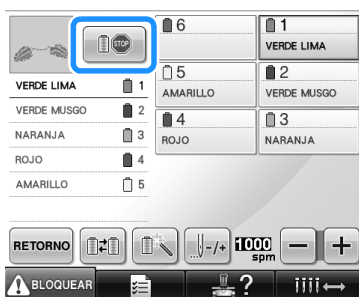 STOP
VERDE LIMA 1
VERDE MUSGO 2
NARANJA 3
ROJO 4
AMARILLO 5
6
1
VERDE LIMA
5
AMARILLO
2
VERDE MUSGO
4
ROJO
3
NARANJA
RETORNO
-/+
1000
spm
− +
BLOQUEAR
?